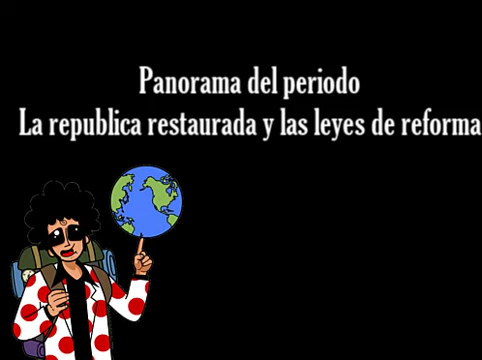 Panorama del periodo
La republica restaurada y las leyes de reforma